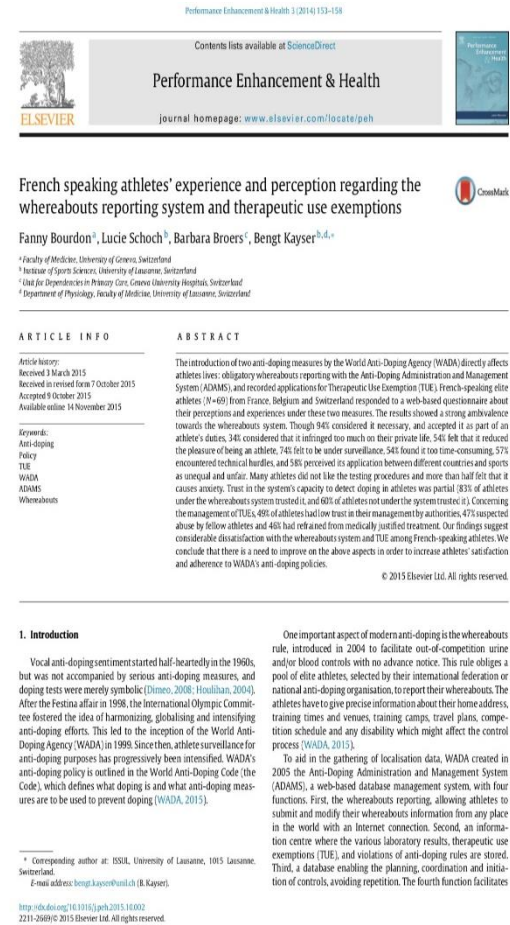 Performance Enhancement & Health 3 (2014) 153–158
Contents lists available at ScienceDirect
Performance Enhancement & Health
journal homepage: www.elsevier.com/locate/peh
ELSEVIER
Performance
Enhancement
& Health
French speaking athletes' experience and perception regarding the
whereabouts reporting system and therapeutic use exemptions
CrossMark
Fanny Bourdon a, Lucie Schoch b, Barbara Broers c, Bengt Kayser b,d,*
a Faculty of Medicine, University of Geneva, Switzerland
b Institute of Sports Sciences, University of Lausanne, Switzerland
c Unit for Dependencies in Primary Care, Geneva University Hospitals, Switzerland
d Department of Physiology, Faculty of Medicine, University of Lausanne, Switzerland
ARTICLE INFO
Article history:
Received 3 March 2015
Received in revised form 7 October 2015
Accepted 9 October 2015
Available online 14 November 2015
Keywords:
Anti-doping
Policy
TUE
WADA
ADAMS
Whereabouts
ABSTRACT
The introduction of two anti-doping measures by the World Anti-Doping Agency (WADA) directly affects
athletes lives: obligatory whereabouts reporting with the Anti-doping Administration and Management
System (ADAMS), and recorded applications for Therapeutic Use Exemption (TUE). French-speaking elite
athletes (N=69) from France, Belgium and Switzerland responded to a web-based questionnaire about
their perceptions and experiences under these two measures. The results showed a strong ambivalence
towards the whereabouts system. Though 94% considered it necessary, and accepted it as part of an
athlete's duties, 34% considered that it infringed too much on their private life, 54% felt that it reduced
the pleasure of being an athlete, 74% felt to be under surveillance, 54% found it too time-consuming, 57%
encountered technical hurdles, and 58% perceived its application between different countries and sports
as unequal and unfair. Many athletes did not like the testing procedures and more than half felt that it
causes anxiety. Trust in the system's capacity to detect doping in athletes was partial (83% of athletes
under the whereabouts system trusted it, and 60% of athletes not under the system trusted it). Concerning
the management of TUEs, 49% of athletes had low trust in their management by authorities, 47% suspected
abuse by fellow athletes and 46% had refrained from medically justified treatment. Our findings suggest
considerable dissatisfaction with the whereabouts system and TUE among French-speaking athletes. We
conclude that there is a need to improve on the above aspects in order to increase athletes' satisfaction
and adherence to WADA's anti-doping policies.
© 2015 Elsevier Ltd. All rights reserved.
1. Introduction
Vocal anti-doping sentiment started half-heartedly in the 1960s,
but was not accompanied by serious anti-doping measures, and
doping tests were merely symbolic (Dimeo, 2008; Houlihan, 2004).
After the Festina affair in 1998, the International Olympic Commit-
tee fostered the idea of harmonizing, globalising and intensifying
anti-doping efforts. This led to the inception of the World Anti-
Doping Agency (WADA) in 1999. Since then, athlete surveillance for
anti-doping purposes has progressively been intensified. WADA's
anti-doping policy is outlined in the World Anti-Doping Code (the
Code), which defines what doping is and what anti-doping meas-
ures are to be used to prevent doping (WADA, 2015).
* Corresponding author at: ISSUL, University of Lausanne, 1015 Lausanne,
Switzerland.
E-mail address: bengt.kayser@unil.ch (B. Kayser).
One important aspect of modern anti-doping is the whereabouts
rule, introduced in 2004 to facilitate out-of-competition urine
and/or blood controls with no advance notice. This rule obliges a
pool of elite athletes, selected by their international federation or
national anti-doping organisation, to report their whereabouts. The
athletes have to give precise information about their home address,
training times and venues, training camps, travel plans, compe-
tition schedule and any disability which might affect the control
process (WADA, 2015).
To aid in the gathering of localisation data, WADA created in
2005 the Anti-Doping Administration and Management System
(ADAMS), a web-based database management system, with four
functions. First, the whereabouts reporting, allowing athletes to
submit and modify their whereabouts information from any place
in the world with an Internet connection. Second, an informa-
tion centre where the various laboratory results, therapeutic use
exemptions (TUE), and violations of anti-doping rules are stored.
Third, a database enabling the planning, coordination and initia-
tion of controls, avoiding repetition. The fourth function facilitates
http://dx.doi.org/10.1016/j.peh.2015.10.002
2211-2669/© 2015 Elsevier Ltd. All rights reserved.